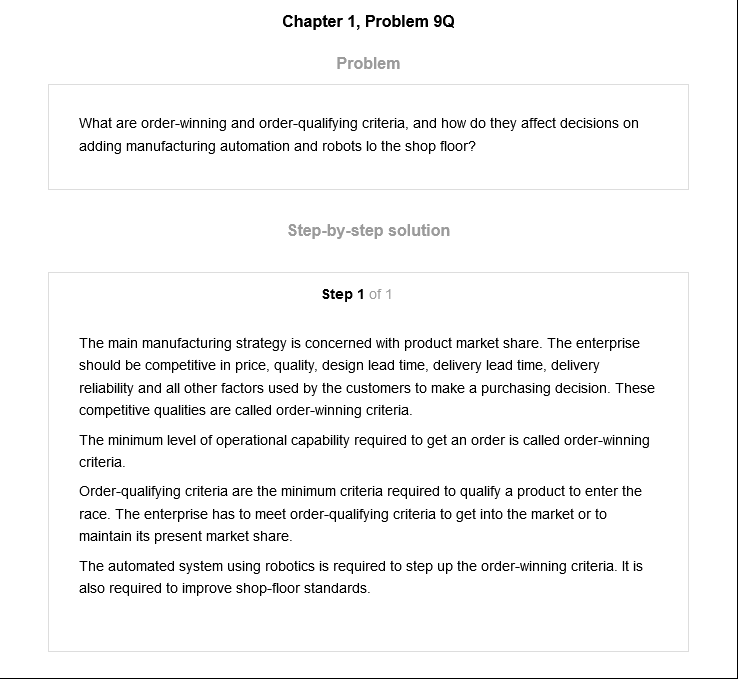 Chapter 1, Problem 9Q
Problem
What are order-winning and order-qualifying criteria, and how do they affect decisions on
adding manufacturing automation and robots lo the shop floor?
Step-by-step solution
Step 1 of 1
The main manufacturing strategy is concerned with product market share. The enterprise
should be competitive in price, quality, design lead time, delivery lead time, delivery
reliability and all other factors used by the customers to make a purchasing decision. These
competitive qualities are called order-winning criteria.
The minimum level of operational capability required to get an order is called order-winning
criteria.
Order-qualifying criteria are the minimum criteria required to qualify a product to enter the
race. The enterprise has to meet order-qualifying criteria to get into the market or to
maintain its present market share.
The automated system using robotics is required to step up the order-winning criteria. It is
also required to improve shop-floor standards.